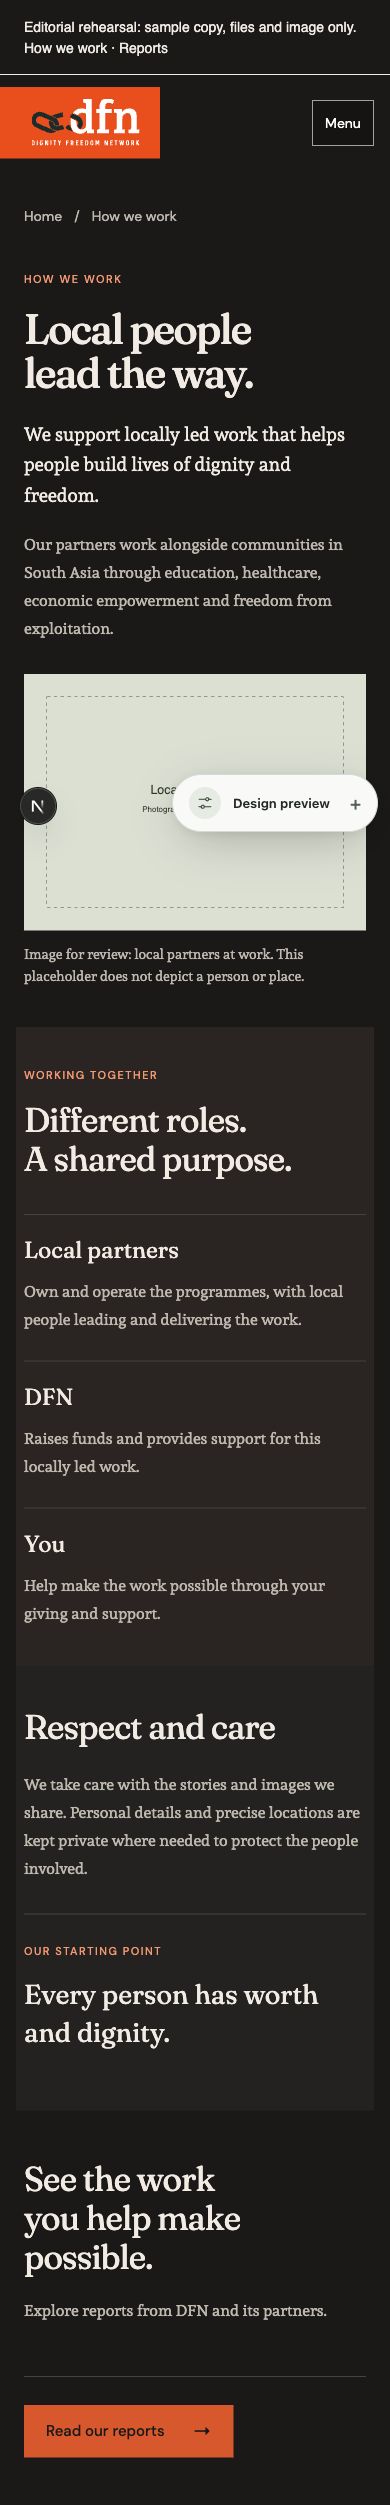 Editorial rehearsal: sample copy, files and image only.
How we work · Reports
dfn
DIGNITY FREEDOM NETWORK
Menu
Home / How we work
HOW WE WORK
Local people
lead the way.
We support locally led work that helps
people build lives of dignity and
freedom.
Our partners work alongside communities in
South Asia through education, healthcare,
economic empowerment and freedom from
exploitation.
N
Design preview +
Image for review: local partners at work. This
placeholder does not depict a person or place.
WORKING TOGETHER
Different roles.
A shared purpose.
Local partners
Own and operate the programmes, with local
people leading and delivering the work.
DFN
Raises funds and provides support for this
locally led work.
You
Help make the work possible through your
giving and support.
Respect and care
We take care with the stories and images we
share. Personal details and precise locations are
kept private where needed to protect the people
involved.
OUR STARTING POINT
Every person has worth
and dignity.
See the work
you help make
possible.
Explore reports from DFN and its partners.
Read our reports →